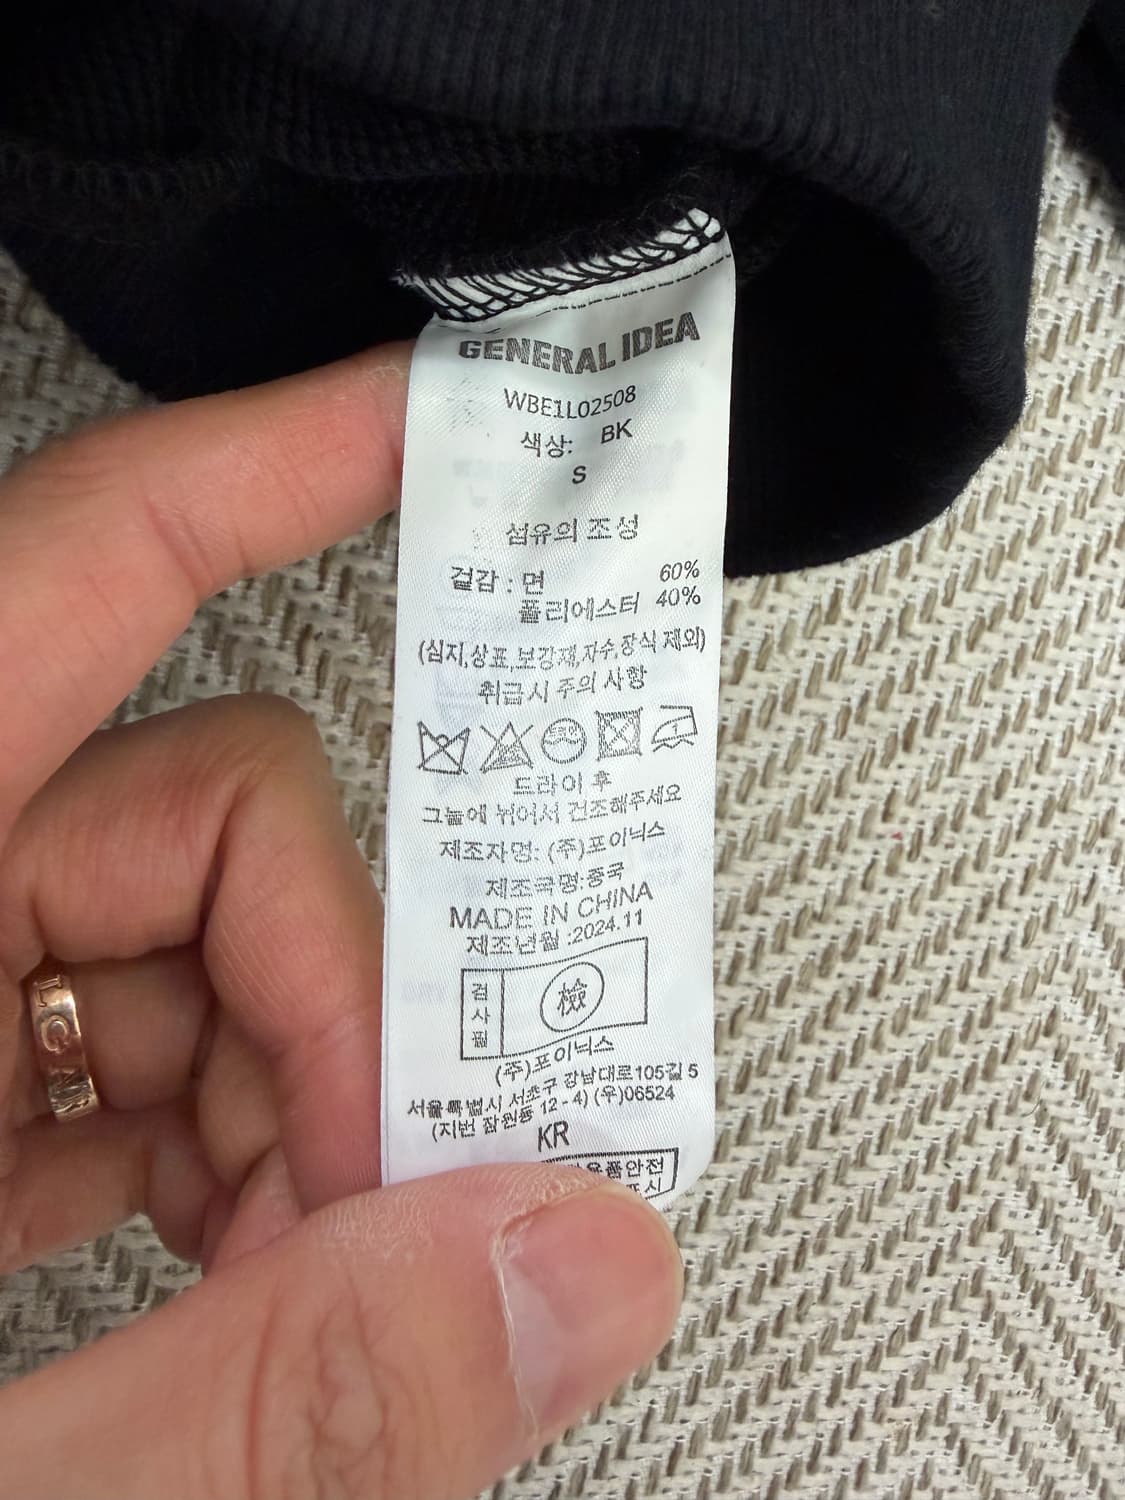 GENERAL IDEA
WBE1L02508
색상: BK
S
섬유의 조성
겉감 : 면 60%
폴리에스터 40%
(심지,상표,보강재,자수,장식 제외)
취급시 주의 사항
드라이 후
그늘에 뉘어서 건조해주세요
제조자명: (주)포이닉스
제조국명:중국
MADE IN CHINA
제조년월 :2024.11
검사필
檢
(주)포이닉스
서울특별시 서초구 강남대로105길 5
(지번 잠원동 12-4) (우)06524
KR
용품안전
표시